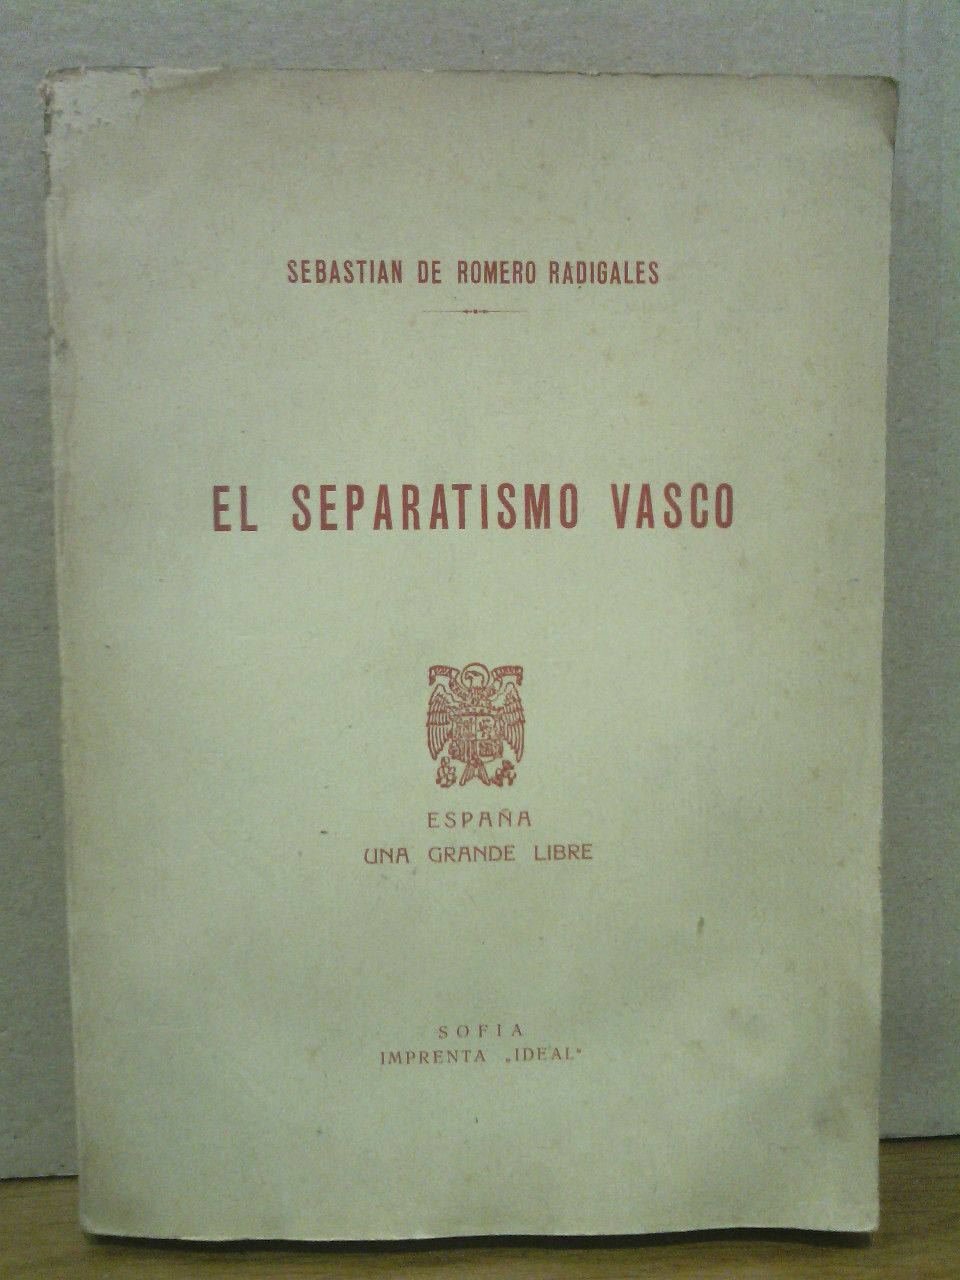 SEBASTIAN DE ROMERO RADIGALES
EL SEPARATISMO VASCO
ESPAÑA
UNA GRANDE LIBRE
SOFIA
IMPRENTA „IDEAL“